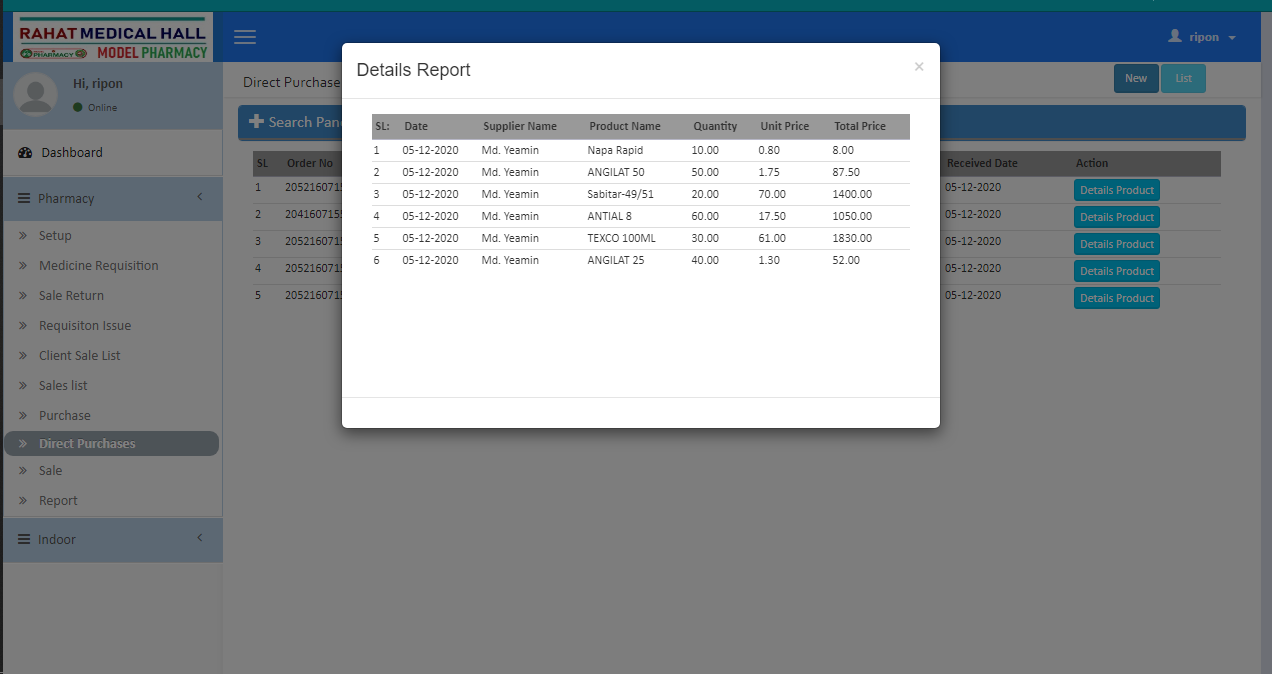 RAHAT MEDICAL HALL
PHARMACY MODEL PHARMACY
ripon
Hi, ripon
Online
Dashboard
Pharmacy
Setup
Medicine Requisition
Sale Return
Requisiton Issue
Client Sale List
Sales list
Purchase
Direct Purchases
Sale
Report
Indoor
Direct Purchase
New List
Search Pan
SL Order No Received Date Action
1 2052160715 05-12-2020 Details Product
2 2041607155 05-12-2020 Details Product
3 2052160715 05-12-2020 Details Product
4 2052160715 05-12-2020 Details Product
5 2052160715 05-12-2020 Details Product
Details Report ×
SL: Date Supplier Name Product Name Quantity Unit Price Total Price
1 05-12-2020 Md. Yeamin Napa Rapid 10.00 0.80 8.00
2 05-12-2020 Md. Yeamin ANGILAT 50 50.00 1.75 87.50
3 05-12-2020 Md. Yeamin Sabitar-49/51 20.00 70.00 1400.00
4 05-12-2020 Md. Yeamin ANTIAL 8 60.00 17.50 1050.00
5 05-12-2020 Md. Yeamin TEXCO 100ML 30.00 61.00 1830.00
6 05-12-2020 Md. Yeamin ANGILAT 25 40.00 1.30 52.00